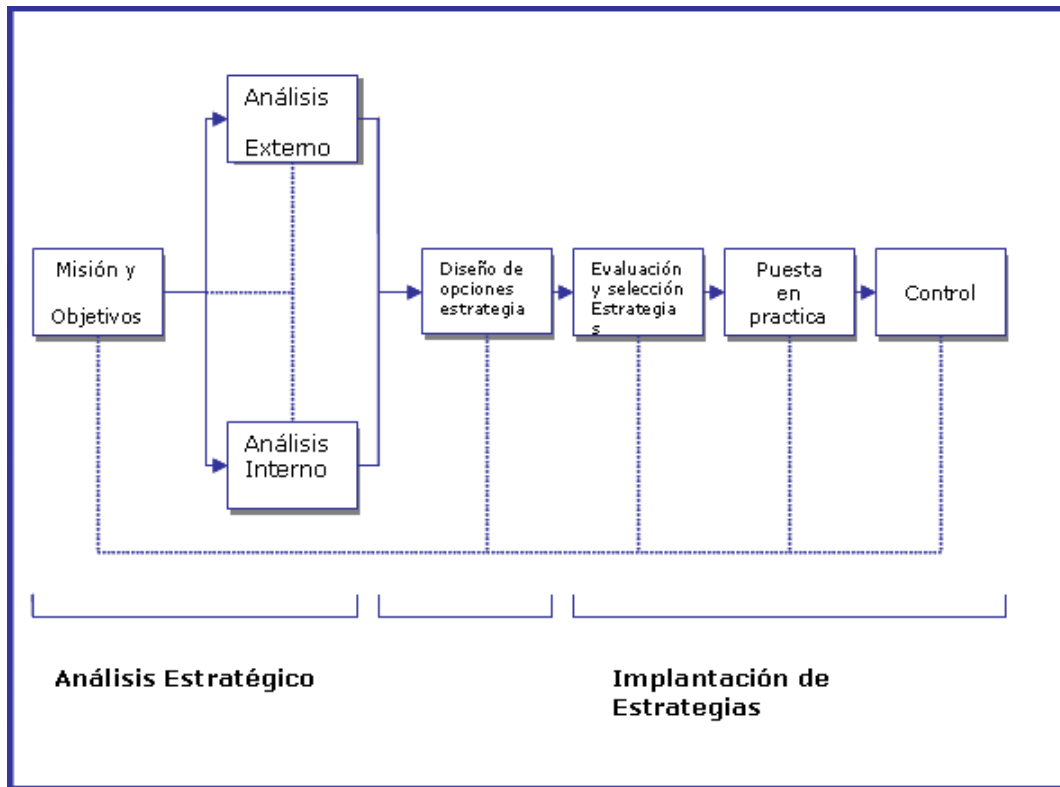 Análisis
Externo
Misión y
Objetivos
Análisis
Interno
Diseño de
opciones
estrategia
Evaluación
y selección
Estrategia
s
Puesta
en
practica
Control
Análisis Estratégico
Implantación de
Estrategias